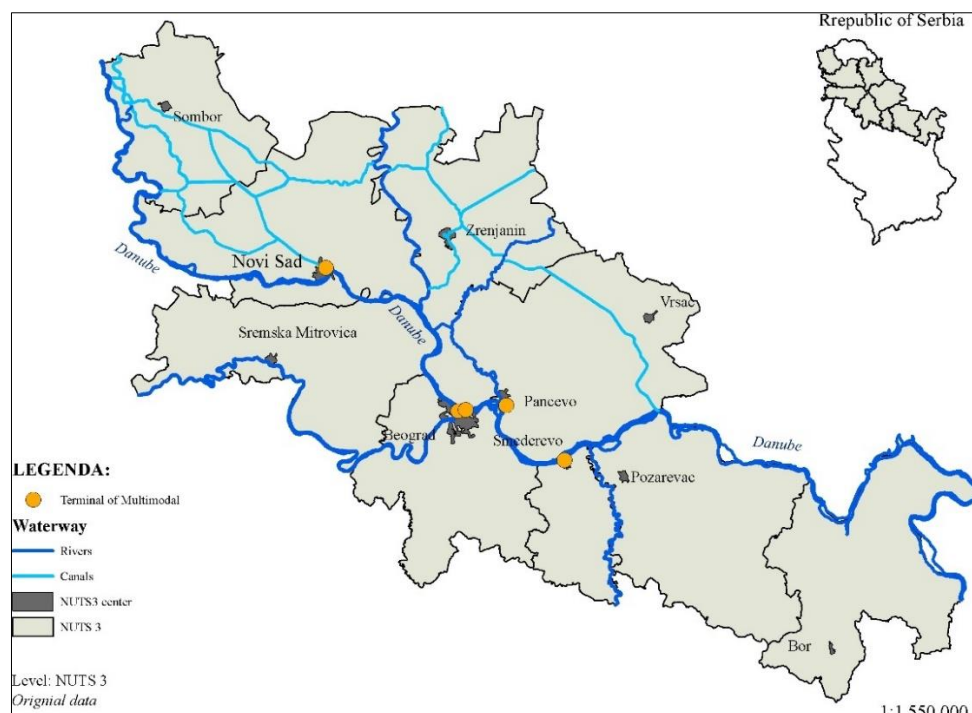 Rrepublic of Serbia
Sombor
Zrenjanin
Danube
Novi Sad
Vrsac
Danube
Sremska Mitrovica
Pancevo
Beograd
Smederevo
Danube
Pozarevac
Bor
LEGENDA:
Terminal of Multimodal
Waterway
Rivers
Canals
NUTS3 center
NUTS 3
Level: NUTS 3
Orignial data
1:1 550 000